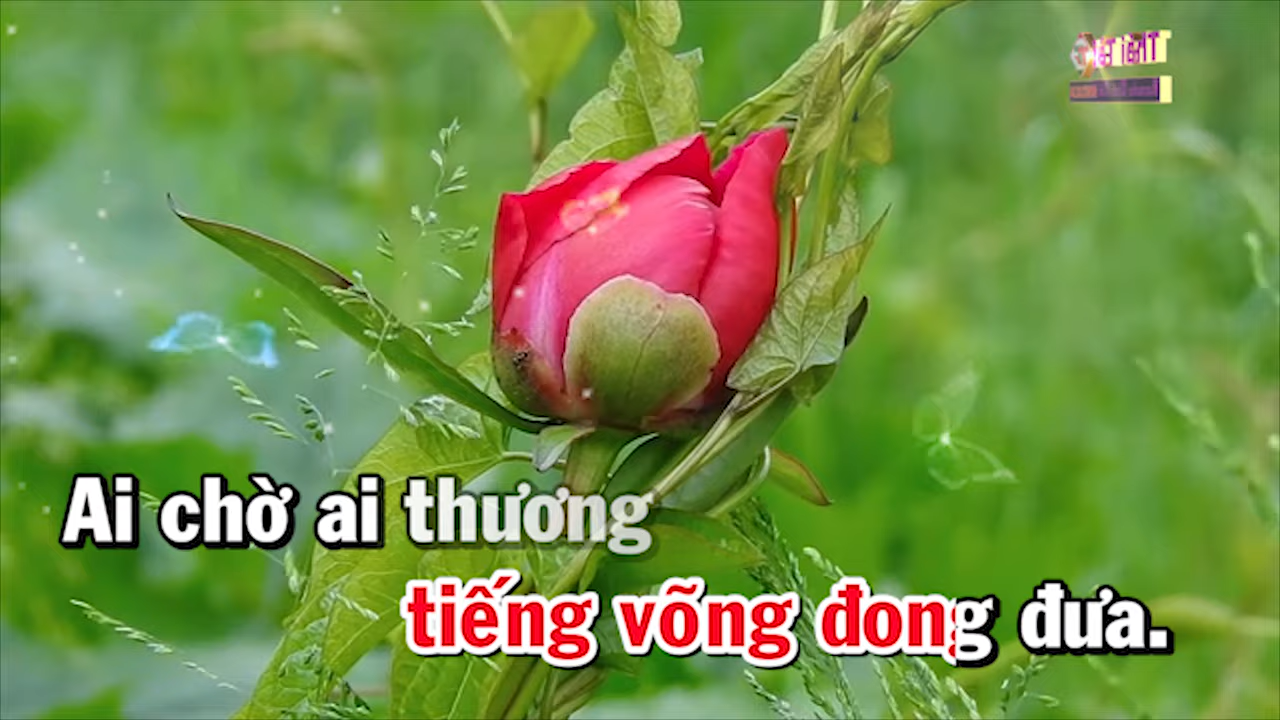 Ai chờ ai thương
tiếng võng đong đưa.